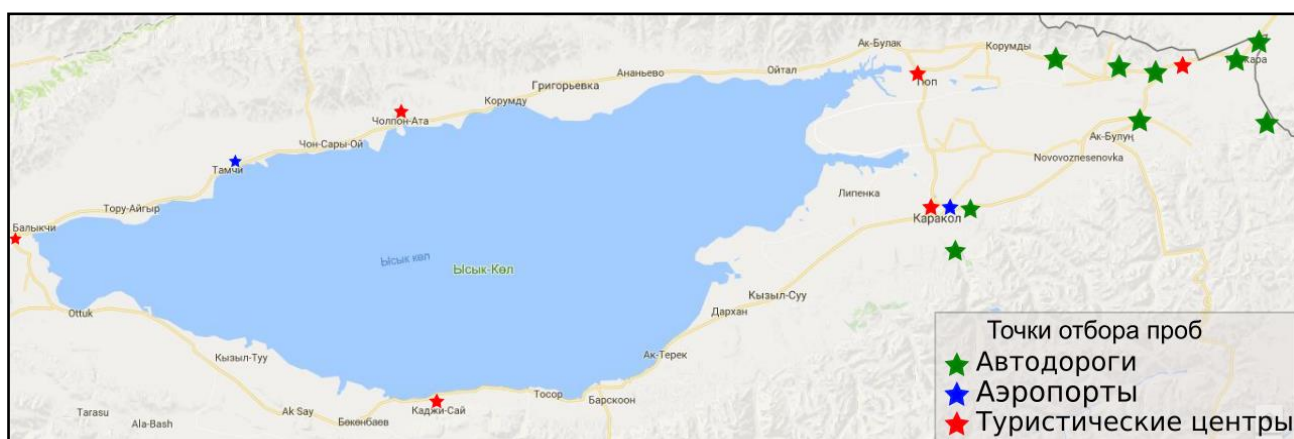 Ак-Булак
Корумды
Ойтал
Ананьево
Григорьевка
Корумду
Чолпон-Ата
Чон-Сары-Ой
Тамчи
Тору-Айгыр
Балыкчи
Ак-Булуң
Novovoznesenovka
Липенка
Каракол
Ысык көл
Ысык-Көл
Кызыл-Суу
Дархан
Ottuk
Кызыл-Туу
Ак-Терек
Тосор
Барскоон
Каджи-Сай
Ak Say
Бөкөнбаев
Tarasu
Ala-Bash
Точки отбора проб
Автодороги
Аэропорты
Туристические центры